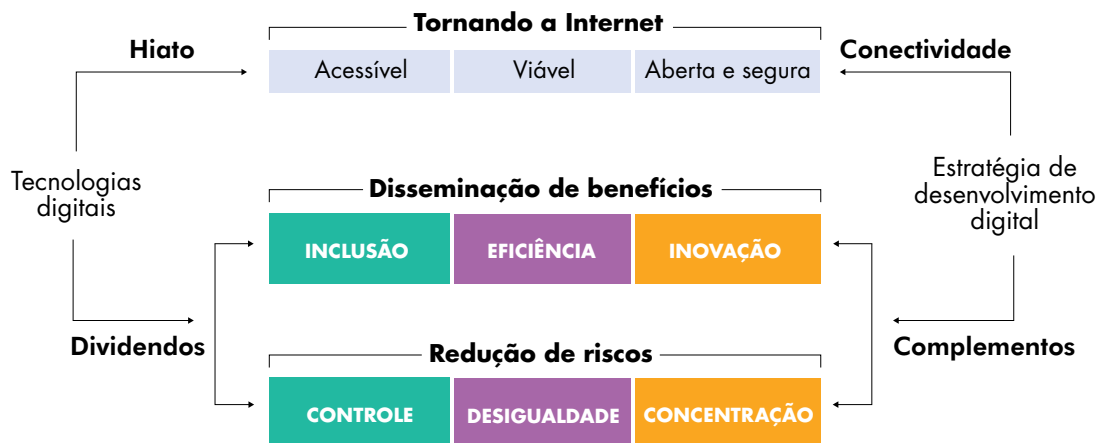 Tornando a Internet
Hiato
Conectividade
Acessível
Viável
Aberta e segura
Tecnologias
digitais
Estratégia de
desenvolvimento
digital
Disseminação de benefícios
INCLUSÃO
EFICIÊNCIA
INOVAÇÃO
Dividendos
Complementos
Redução de riscos
CONTROLE
DESIGUALDADE
CONCENTRAÇÃO